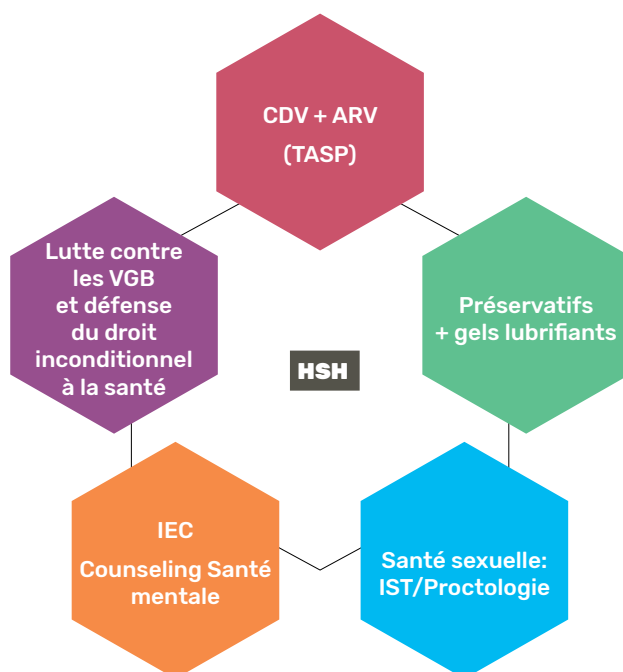 CDV + ARV
(TASP)
Lutte contre
les VGB
et défense
du droit
inconditionnel
à la santé
Préservatifs
+ gels lubrifiants
HSH
IEC
Counseling Santé
mentale
Santé sexuelle:
IST/Proctologie